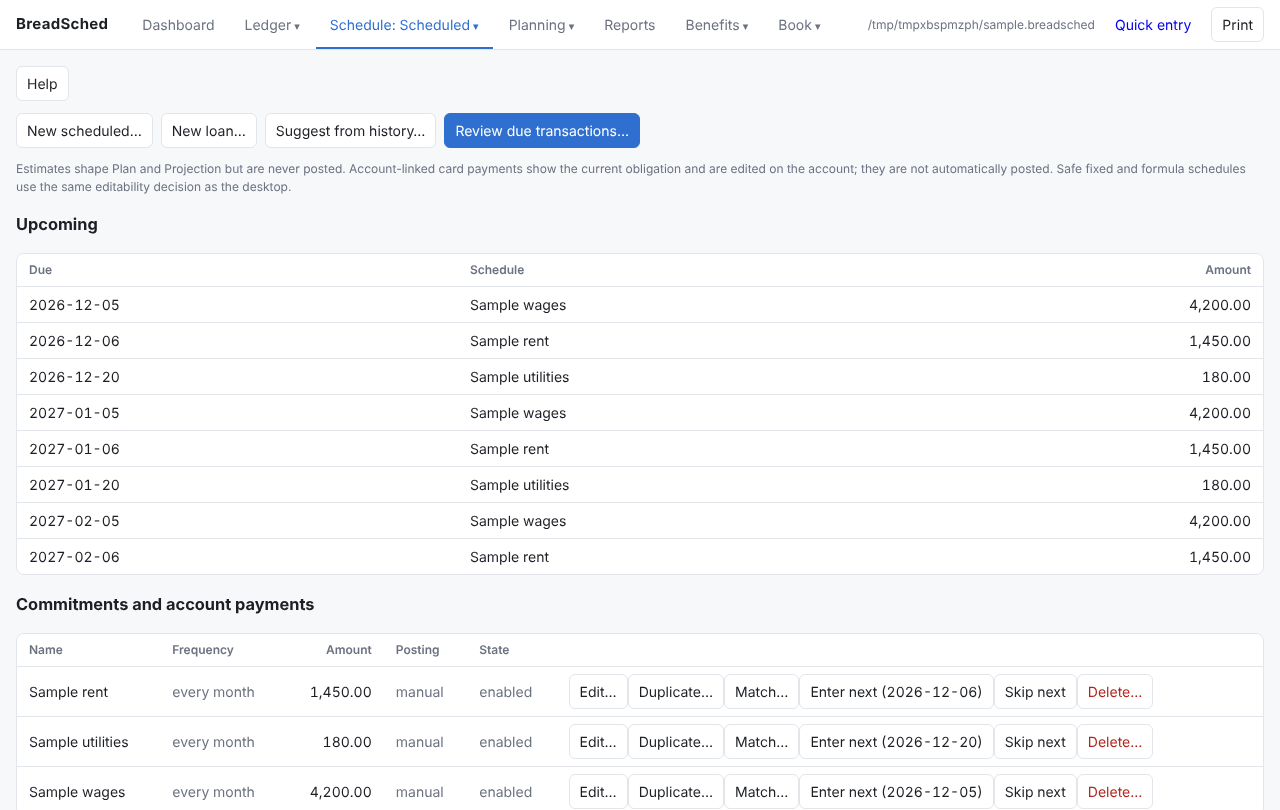 BreadSched Dashboard Ledger ▾ Schedule: Scheduled ▾ Planning ▾ Reports Benefits ▾ Book ▾ /tmp/tmpxbspmzph/sample.breadsched Quick entry Print
Help
New scheduled... New loan... Suggest from history... Review due transactions...
Estimates shape Plan and Projection but are never posted. Account-linked card payments show the current obligation and are edited on the account; they are not automatically posted. Safe fixed and formula schedules
use the same editability decision as the desktop.
Upcoming
Due Schedule Amount
2026-12-05 Sample wages 4,200.00
2026-12-06 Sample rent 1,450.00
2026-12-20 Sample utilities 180.00
2027-01-05 Sample wages 4,200.00
2027-01-06 Sample rent 1,450.00
2027-01-20 Sample utilities 180.00
2027-02-05 Sample wages 4,200.00
2027-02-06 Sample rent 1,450.00
Commitments and account payments
Name Frequency Amount Posting State
Sample rent every month 1,450.00 manual enabled Edit... Duplicate... Match... Enter next (2026-12-06) Skip next Delete...
Sample utilities every month 180.00 manual enabled Edit... Duplicate... Match... Enter next (2026-12-20) Skip next Delete...
Sample wages every month 4,200.00 manual enabled Edit... Duplicate... Match... Enter next (2026-12-05) Skip next Delete...